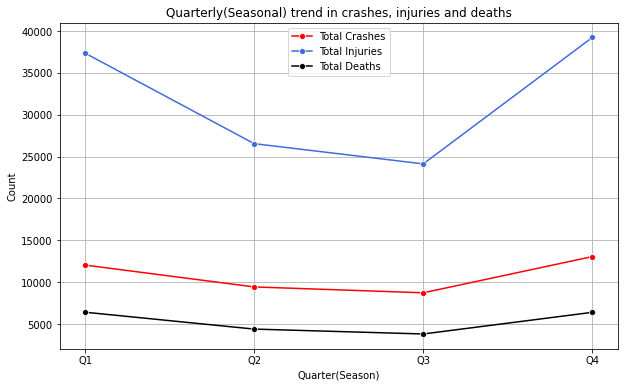 Quarterly(Seasonal) trend in crashes, injuries and deaths
Total Crashes
Total Injuries
Total Deaths
40000
35000
30000
25000
20000
15000
10000
5000
Count
Q1 Q2 Q3 Q4
Quarter(Season)